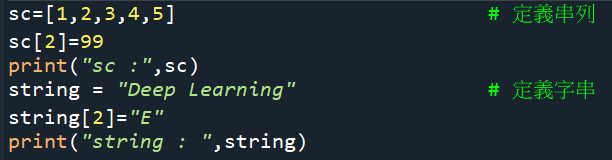 sc=[1,2,3,4,5] # 定義串列
sc[2]=99
print("sc :",sc)
string = "Deep Learning" # 定義字串
string[2]="E"
print("string : ",string)